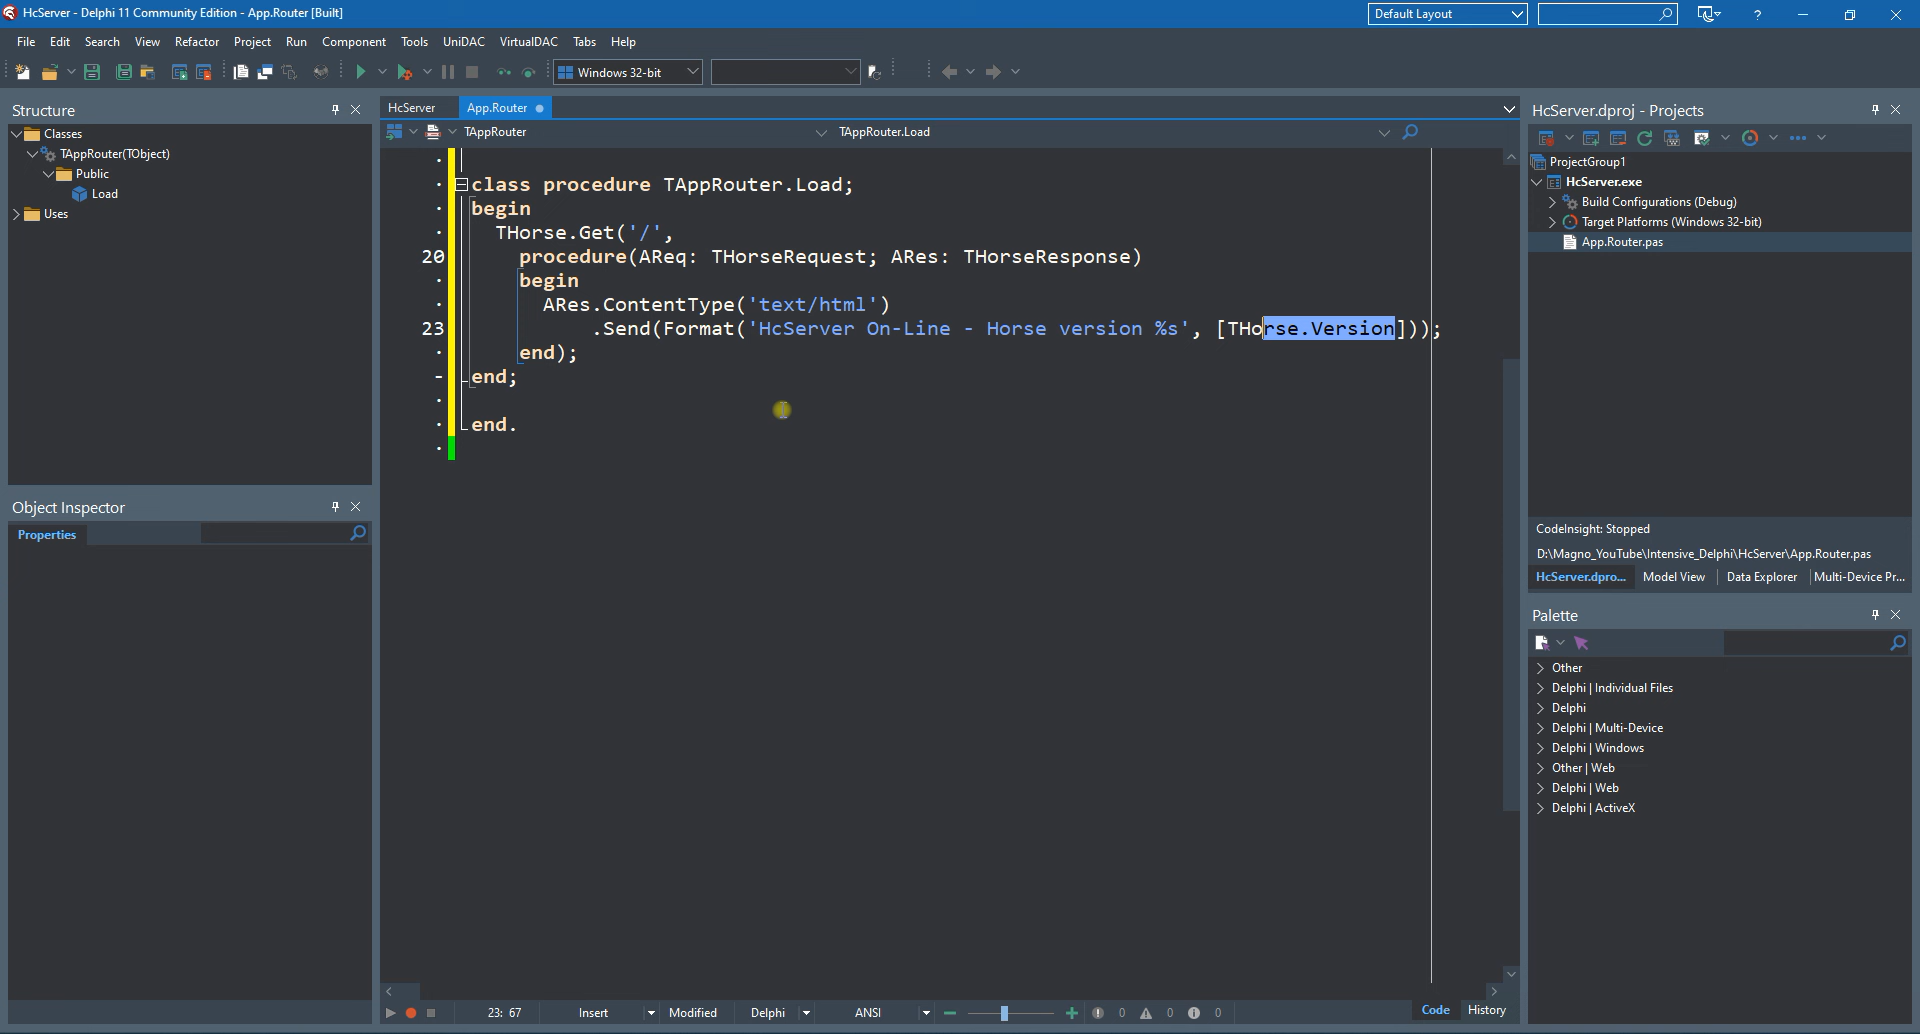 HcServer - Delphi 11 Community Edition - App.Router [Built]
Default Layout
?
File Edit Search View Refactor Project Run Component Tools UniDAC VirtualDAC Tabs Help
Windows 32-bit
Structure
Classes
TAppRouter(TObject)
Public
Load
Uses
Object Inspector
Properties
HcServer App.Router
TAppRouter TAppRouter.Load
class procedure TAppRouter.Load;
begin
THorse.Get('/',
20 procedure(AReq: THorseRequest; ARes: THorseResponse)
begin
ARes.ContentType('text/html')
23 .Send(Format('HcServer On-Line - Horse version %s', [THorse.Version]));
end);
end;
end.
23: 67 Insert Modified Delphi ANSI 0 0 0 Code History
HcServer.dproj - Projects
ProjectGroup1
HcServer.exe
Build Configurations (Debug)
Target Platforms (Windows 32-bit)
App.Router.pas
CodeInsight: Stopped
D:\Magno_YouTube\Intensive_Delphi\HcServer\App.Router.pas
HcServer.dpro... Model View Data Explorer Multi-Device Pr...
Palette
Other
Delphi | Individual Files
Delphi
Delphi | Multi-Device
Delphi | Windows
Other | Web
Delphi | Web
Delphi | ActiveX